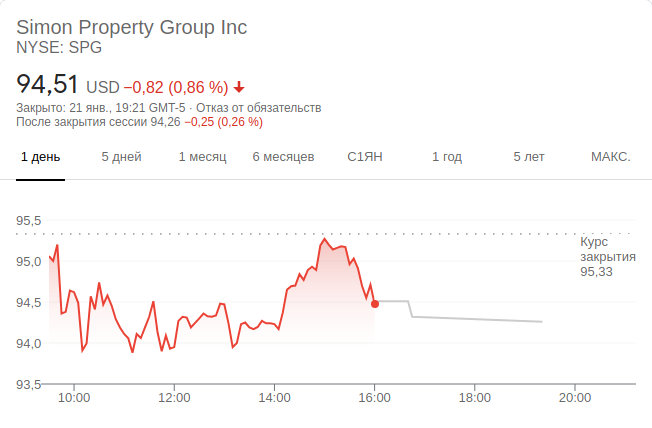 Simon Property Group Inc
NYSE: SPG
94,51 USD −0,82 (0,86 %)
Закрыто: 21 янв., 19:21 GMT-5 · Отказ от обязательств
После закрытия сессии 94,26 −0,25 (0,26 %)
1 день 5 дней 1 месяц 6 месяцев С1ЯН 1 год 5 лет МАКС.
95,5
Курс
закрытия
95,33
95,0
94,5
94,0
93,5
10:00 12:00 14:00 16:00 18:00 20:00